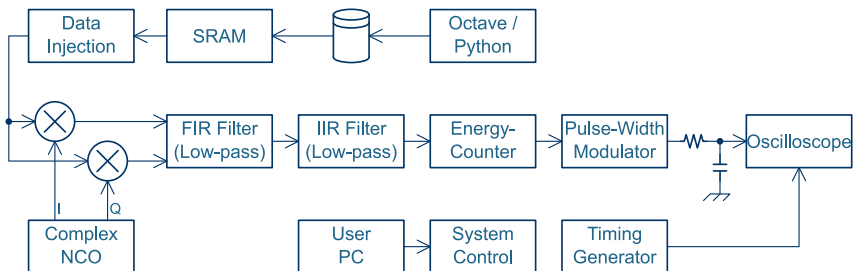 Data
Injection
SRAM
Octave /
Python
FIR Filter
(Low-pass)
IIR Filter
(Low-pass)
Energy-
Counter
Pulse-Width
Modulator
Oscilloscope
I
Q
Complex
NCO
User
PC
System
Control
Timing
Generator